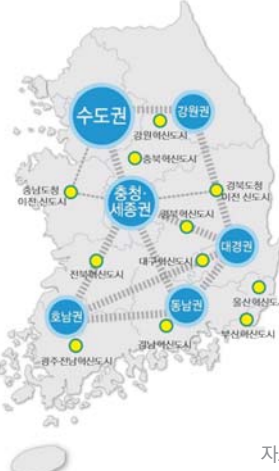 수도권
강원권
강원혁신도시
충북혁신도시
충남도청
이전 신도시
충청·
세종권
경북도청
이전 신도시
경북혁신도시
대경권
전북혁신도시
대구혁신도시
호남권
동남권
울산혁신도시
부산혁신도시
경남혁신도시
광주전남혁신도시
자